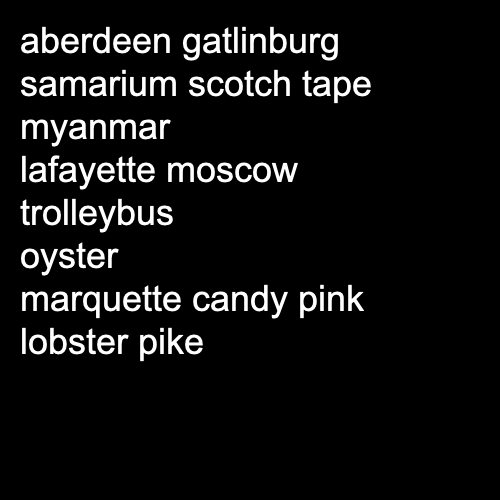 aberdeen gatlinburg
samarium scotch tape
myanmar
lafayette moscow
trolleybus
oyster
marquette candy pink
lobster pike